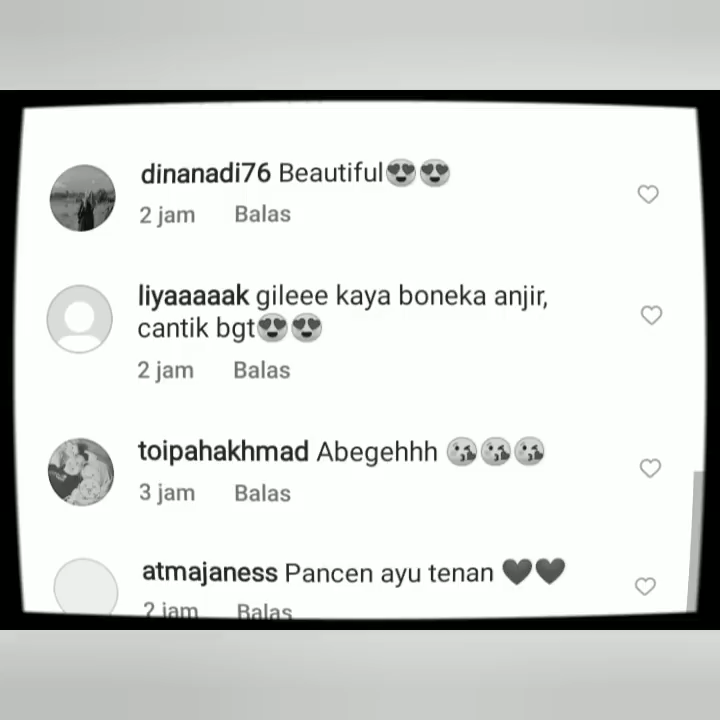 dinanadi76 Beautiful😍😍
2 jam Balas
liyaaaaak gileee kaya boneka anjir,
cantik bgt😍😍
2 jam Balas
toipahakhmad Abegehhh 😘😘😘
3 jam Balas
atmajaness Pancen ayu tenan 🖤🖤
2 jam Balas